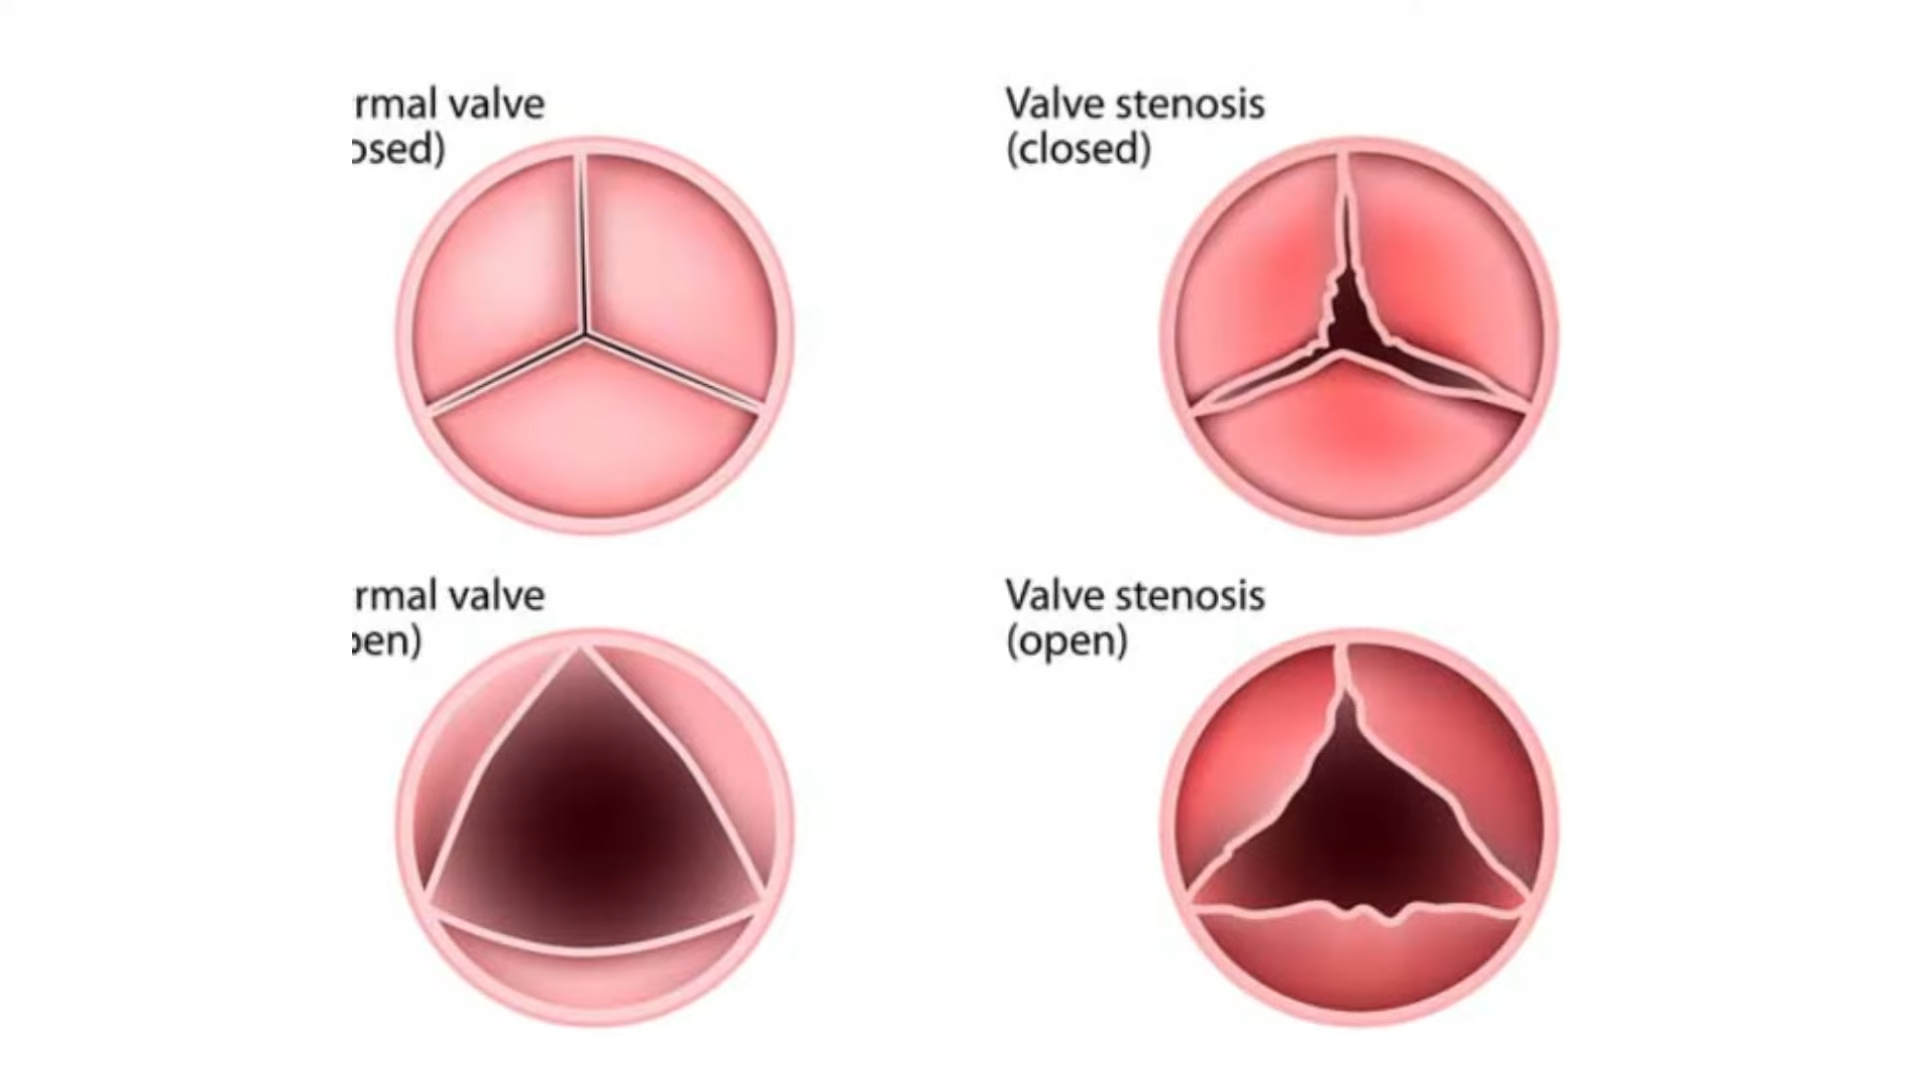 rmal valve
osed)
Valve stenosis
(closed)
rmal valve
pen)
Valve stenosis
(open)